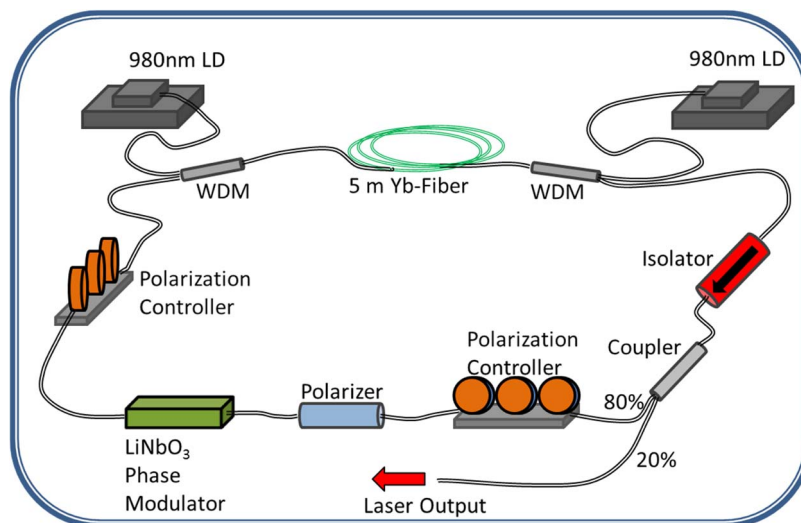 980nm LD
980nm LD
WDM
5 m Yb-Fiber
WDM
Isolator
Polarization
Controller
Polarization
Controller
Coupler
Polarizer
80%
20%
LiNbO₃
Phase
Modulator
Laser Output